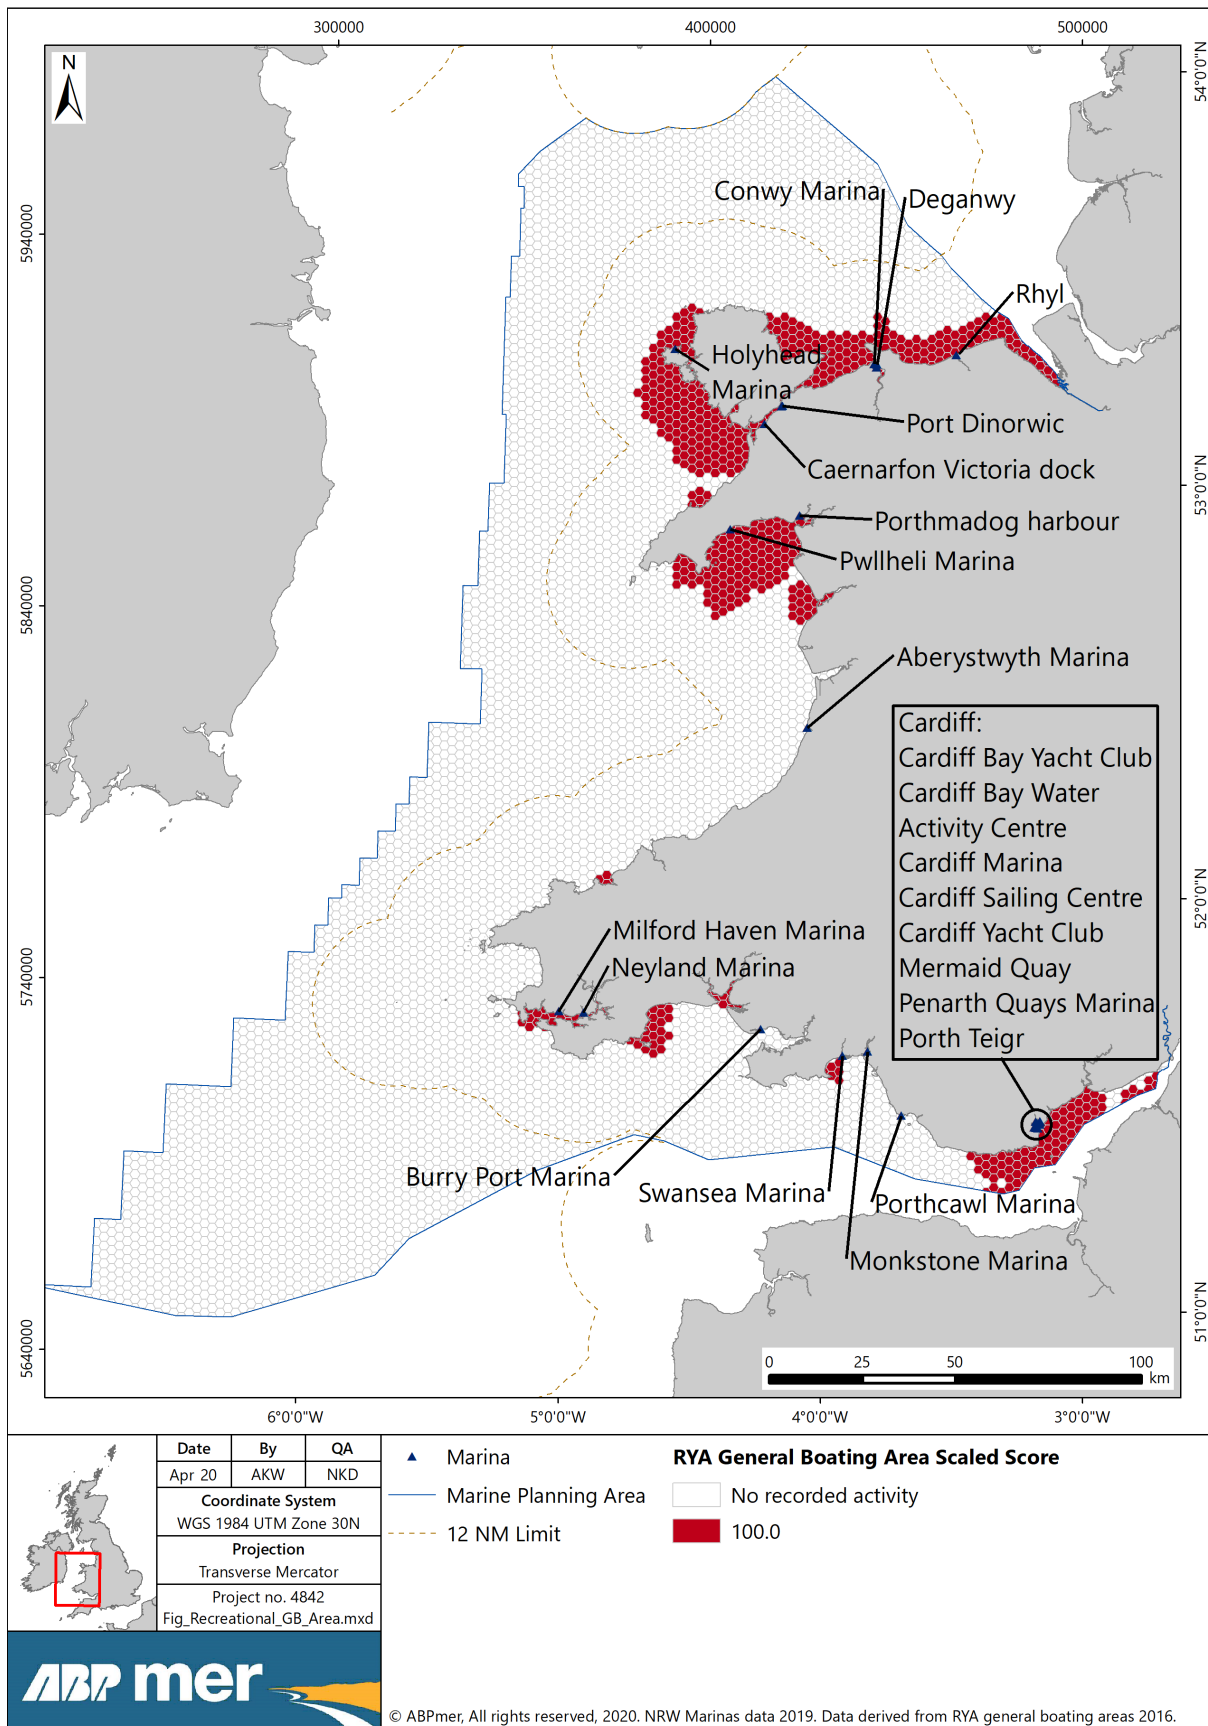 300000
400000
500000
N
54°0'0"N
Conwy Marina
Deganwy
5940000
Rhyl
Holyhead
Marina
Port Dinorwic
Caernarfon Victoria dock
53°0'0"N
Porthmadog harbour
Pwllheli Marina
5840000
Aberystwyth Marina
Cardiff:
Cardiff Bay Yacht Club
Cardiff Bay Water
Activity Centre
Cardiff Marina
Cardiff Sailing Centre
Cardiff Yacht Club
Mermaid Quay
Penarth Quays Marina
Porth Teigr
52°0'0"N
Milford Haven Marina
Neyland Marina
5740000
Burry Port Marina
Swansea Marina
Porthcawl Marina
Monkstone Marina
51°0'0"N
5640000
0 25 50 100
km
6°0'0"W
5°0'0"W
4°0'0"W
3°0'0"W
Date By QA
Apr 20 AKW NKD
Coordinate System
WGS 1984 UTM Zone 30N
Projection
Transverse Mercator
Project no. 4842
Fig_Recreational_GB_Area.mxd
ABPmer
Marina
Marine Planning Area
12 NM Limit
RYA General Boating Area Scaled Score
No recorded activity
100.0
© ABPmer, All rights reserved, 2020. NRW Marinas data 2019. Data derived from RYA general boating areas 2016.